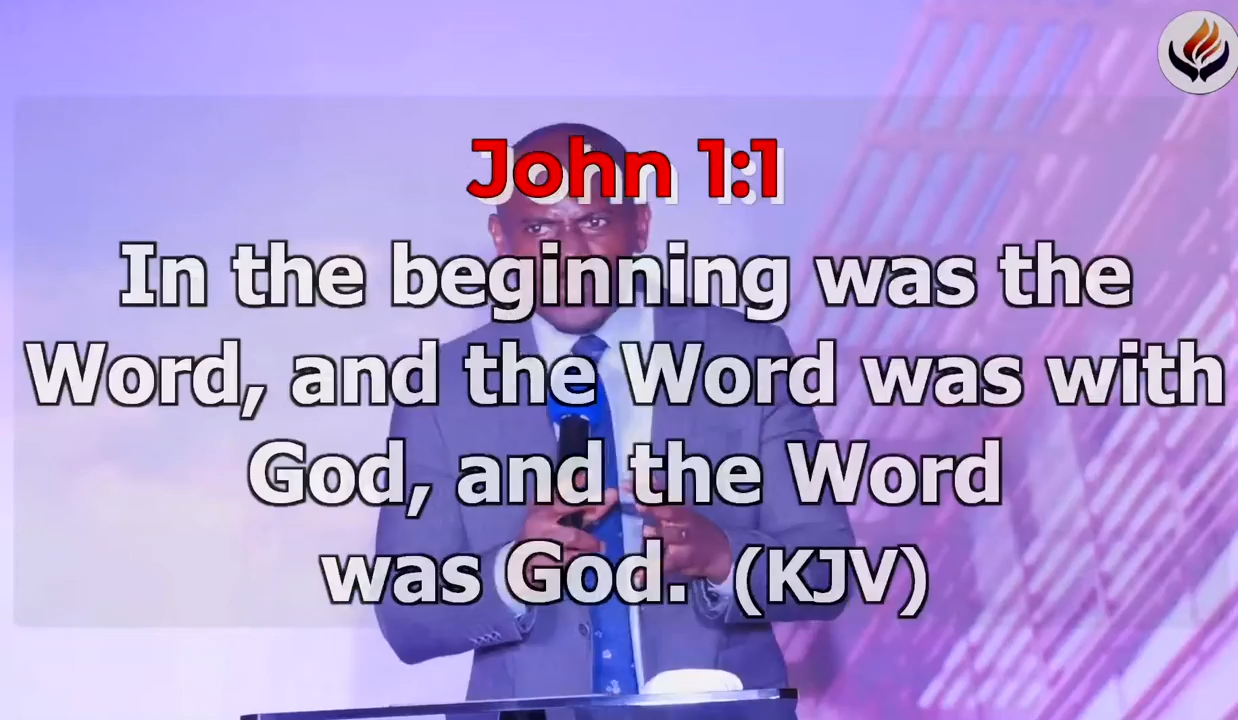 John 1:1
In the beginning was the
Word, and the Word was with
God, and the Word
was God. (KJV)